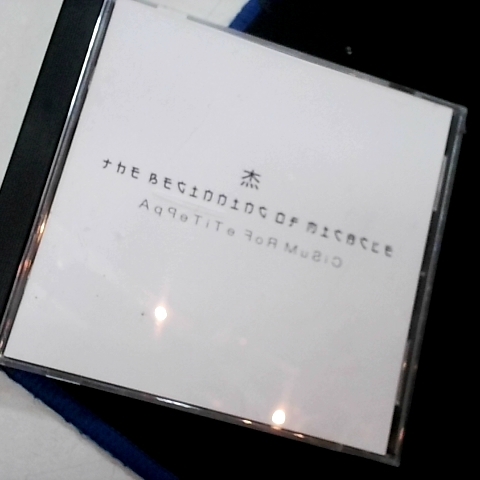 杰
tHE BEGiNNiNG OF MIRACLE
APPeTiTe FoR MuSiC